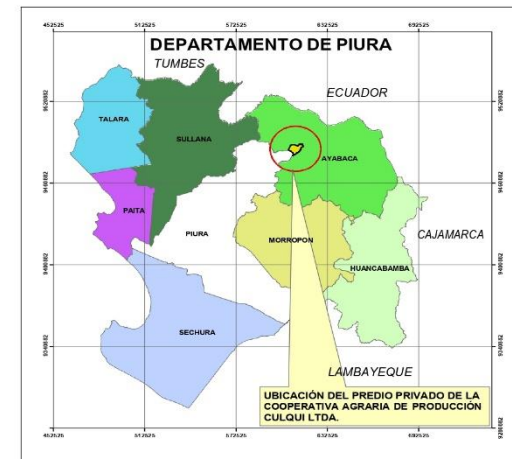 452525 512525 572525 632525 692525
DEPARTAMENTO DE PIURA
TUMBES
ECUADOR
TALARA
SULLANA
AYABACA
PAITA
PIURA
MORROPON
CAJAMARCA
HUANCABAMBA
SECHURA
LAMBAYEQUE
UBICACIÓN DEL PREDIO PRIVADO DE LA
COOPERATIVA AGRARIA DE PRODUCCIÓN
CULQUI LTDA.
452525 512525 572525 632525 692525